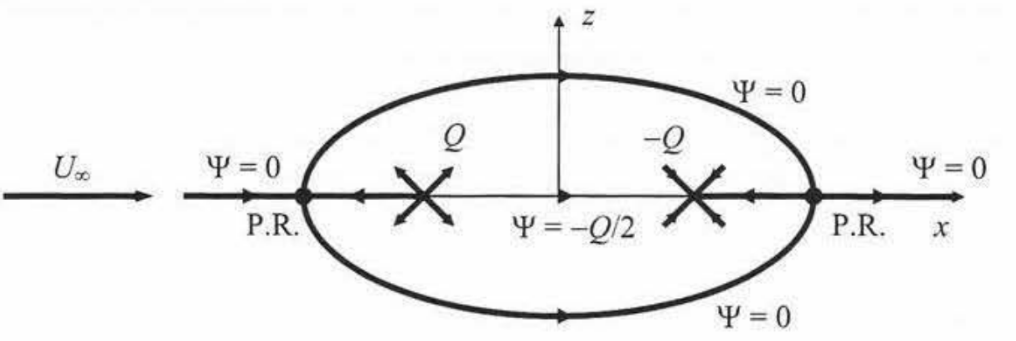 z
Ψ = 0
Q
−Q
U∞
Ψ = 0
Ψ = 0
P.R.
Ψ = −Q/2
P.R.
x
Ψ = 0